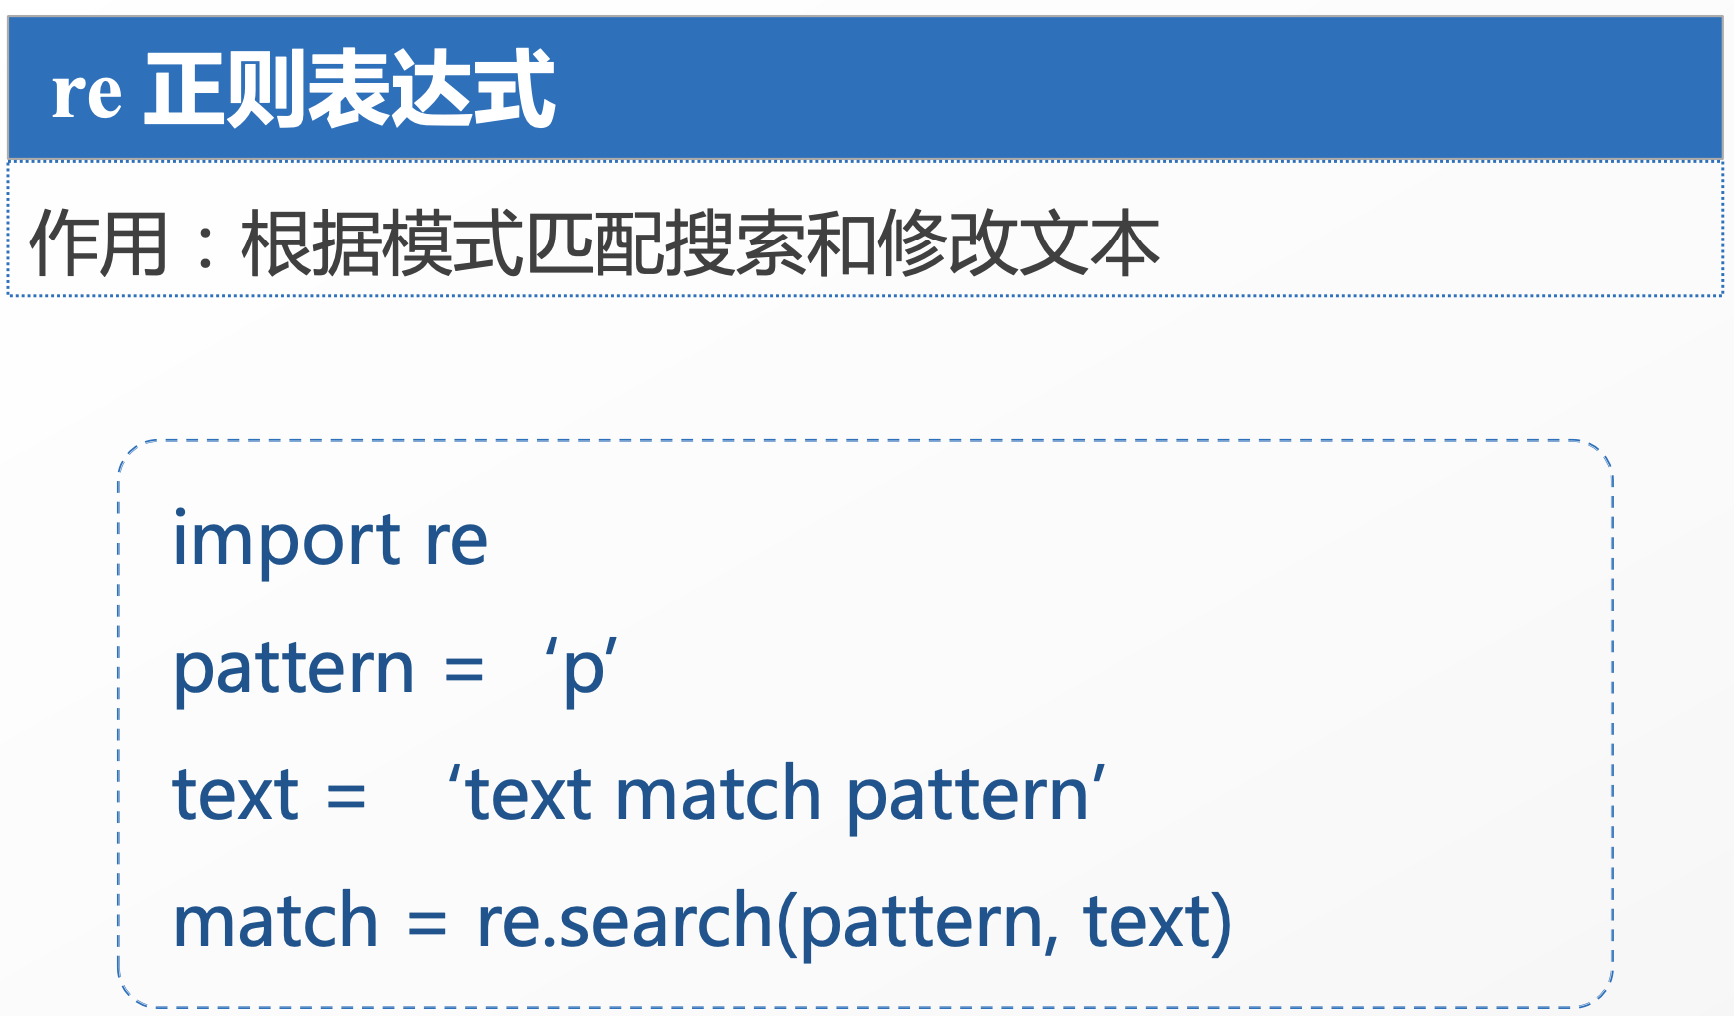 re 正则表达式
作用：根据模式匹配搜索和修改文本
import re
pattern = ‘p’
text = ‘text match pattern’
match = re.search(pattern, text)